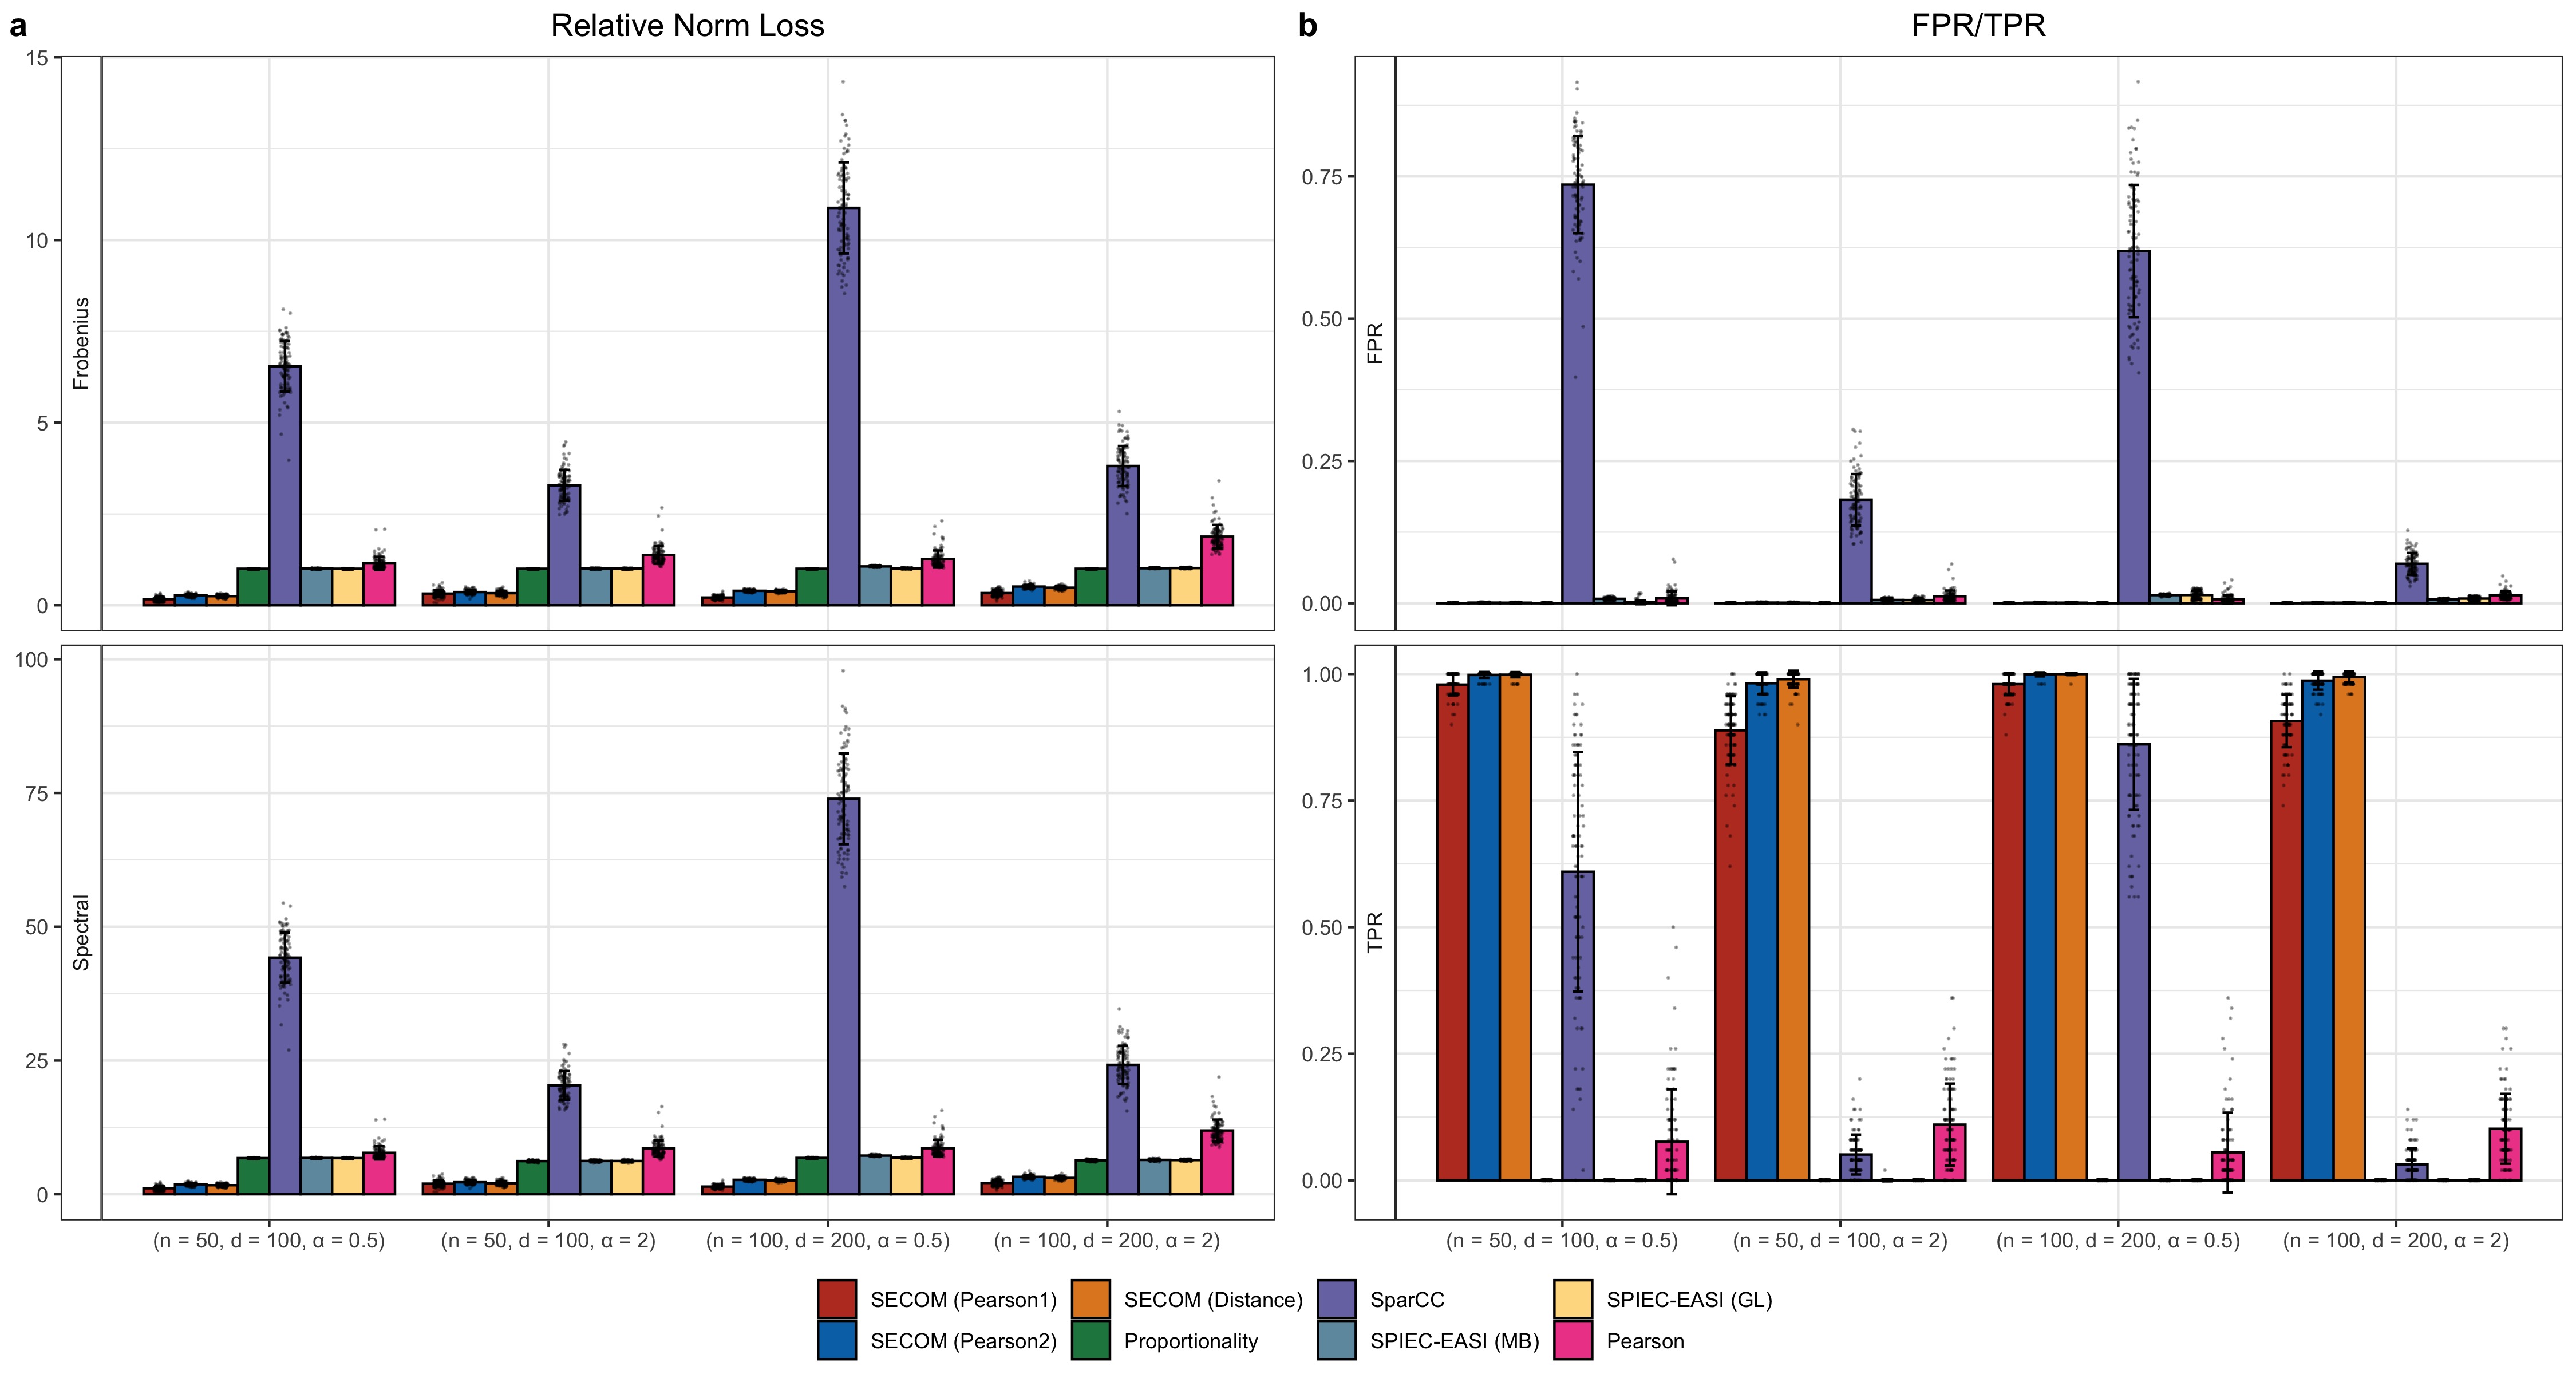 a
Relative Norm Loss
b
FPR/TPR
15
10
5
0
Frobenius
100
75
50
25
0
Spectral
(n = 50, d = 100, α = 0.5)
(n = 50, d = 100, α = 2)
(n = 100, d = 200, α = 0.5)
(n = 100, d = 200, α = 2)
0.75
0.50
0.25
0.00
FPR
1.00
0.75
0.50
0.25
0.00
TPR
(n = 50, d = 100, α = 0.5)
(n = 50, d = 100, α = 2)
(n = 100, d = 200, α = 0.5)
(n = 100, d = 200, α = 2)
SECOM (Pearson1)
SECOM (Distance)
SparCC
SPIEC-EASI (GL)
SECOM (Pearson2)
Proportionality
SPIEC-EASI (MB)
Pearson